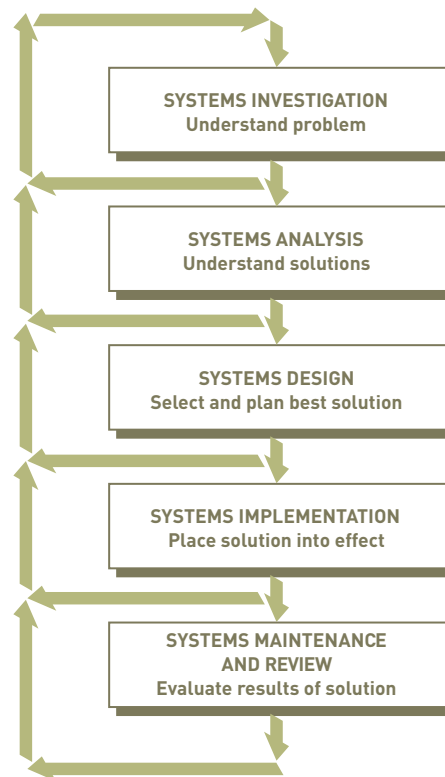 SYSTEMS INVESTIGATION
Understand problem
SYSTEMS ANALYSIS
Understand solutions
SYSTEMS DESIGN
Select and plan best solution
SYSTEMS IMPLEMENTATION
Place solution into effect
SYSTEMS MAINTENANCE
AND REVIEW
Evaluate results of solution